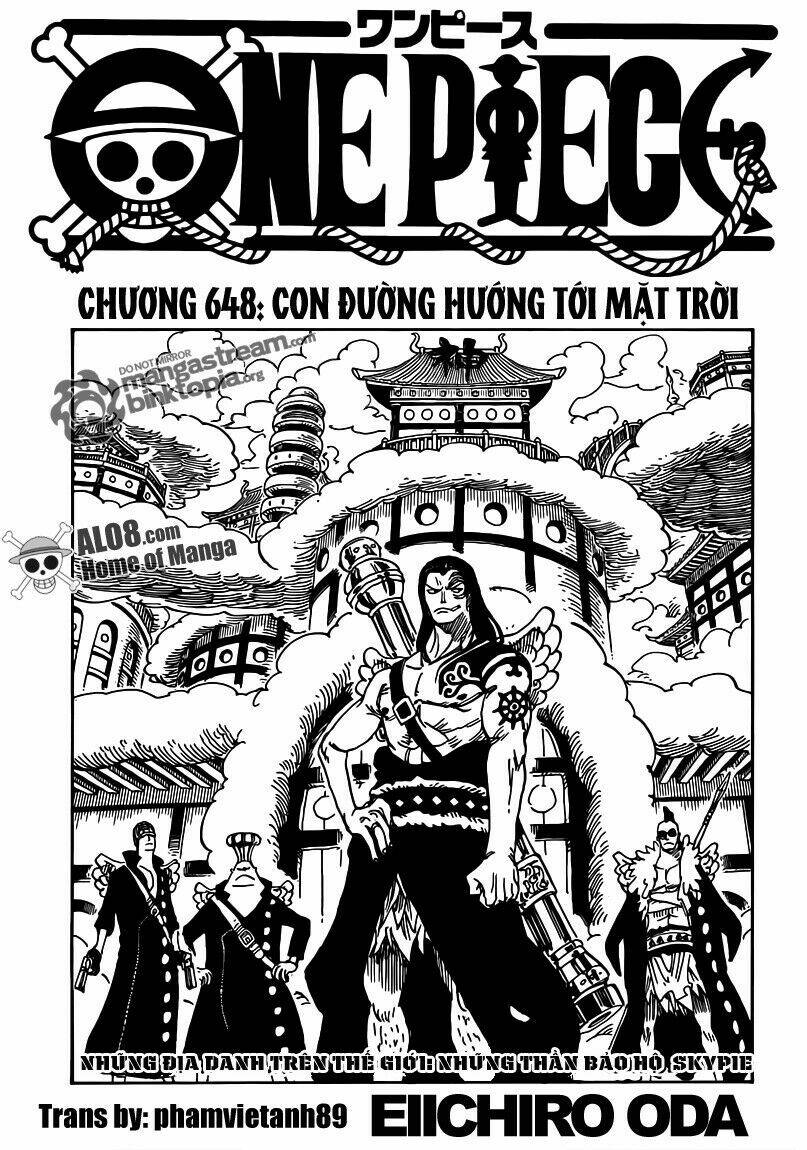 ワンピース
ONE PIECE
CHƯƠNG 648: CON ĐƯỜNG HƯỚNG TỚI MẶT TRỜI
DO NOT MIRROR
mangastream.com
binktopia.org
神
AL08.com
Home of Manga
NHỮNG ĐỊA DANH TRÊN THẾ GIỚI: NHỮNG THẦN BẢO HỘ SKYPIE
Trans by: phamvietanh89
EIICHIRO ODA